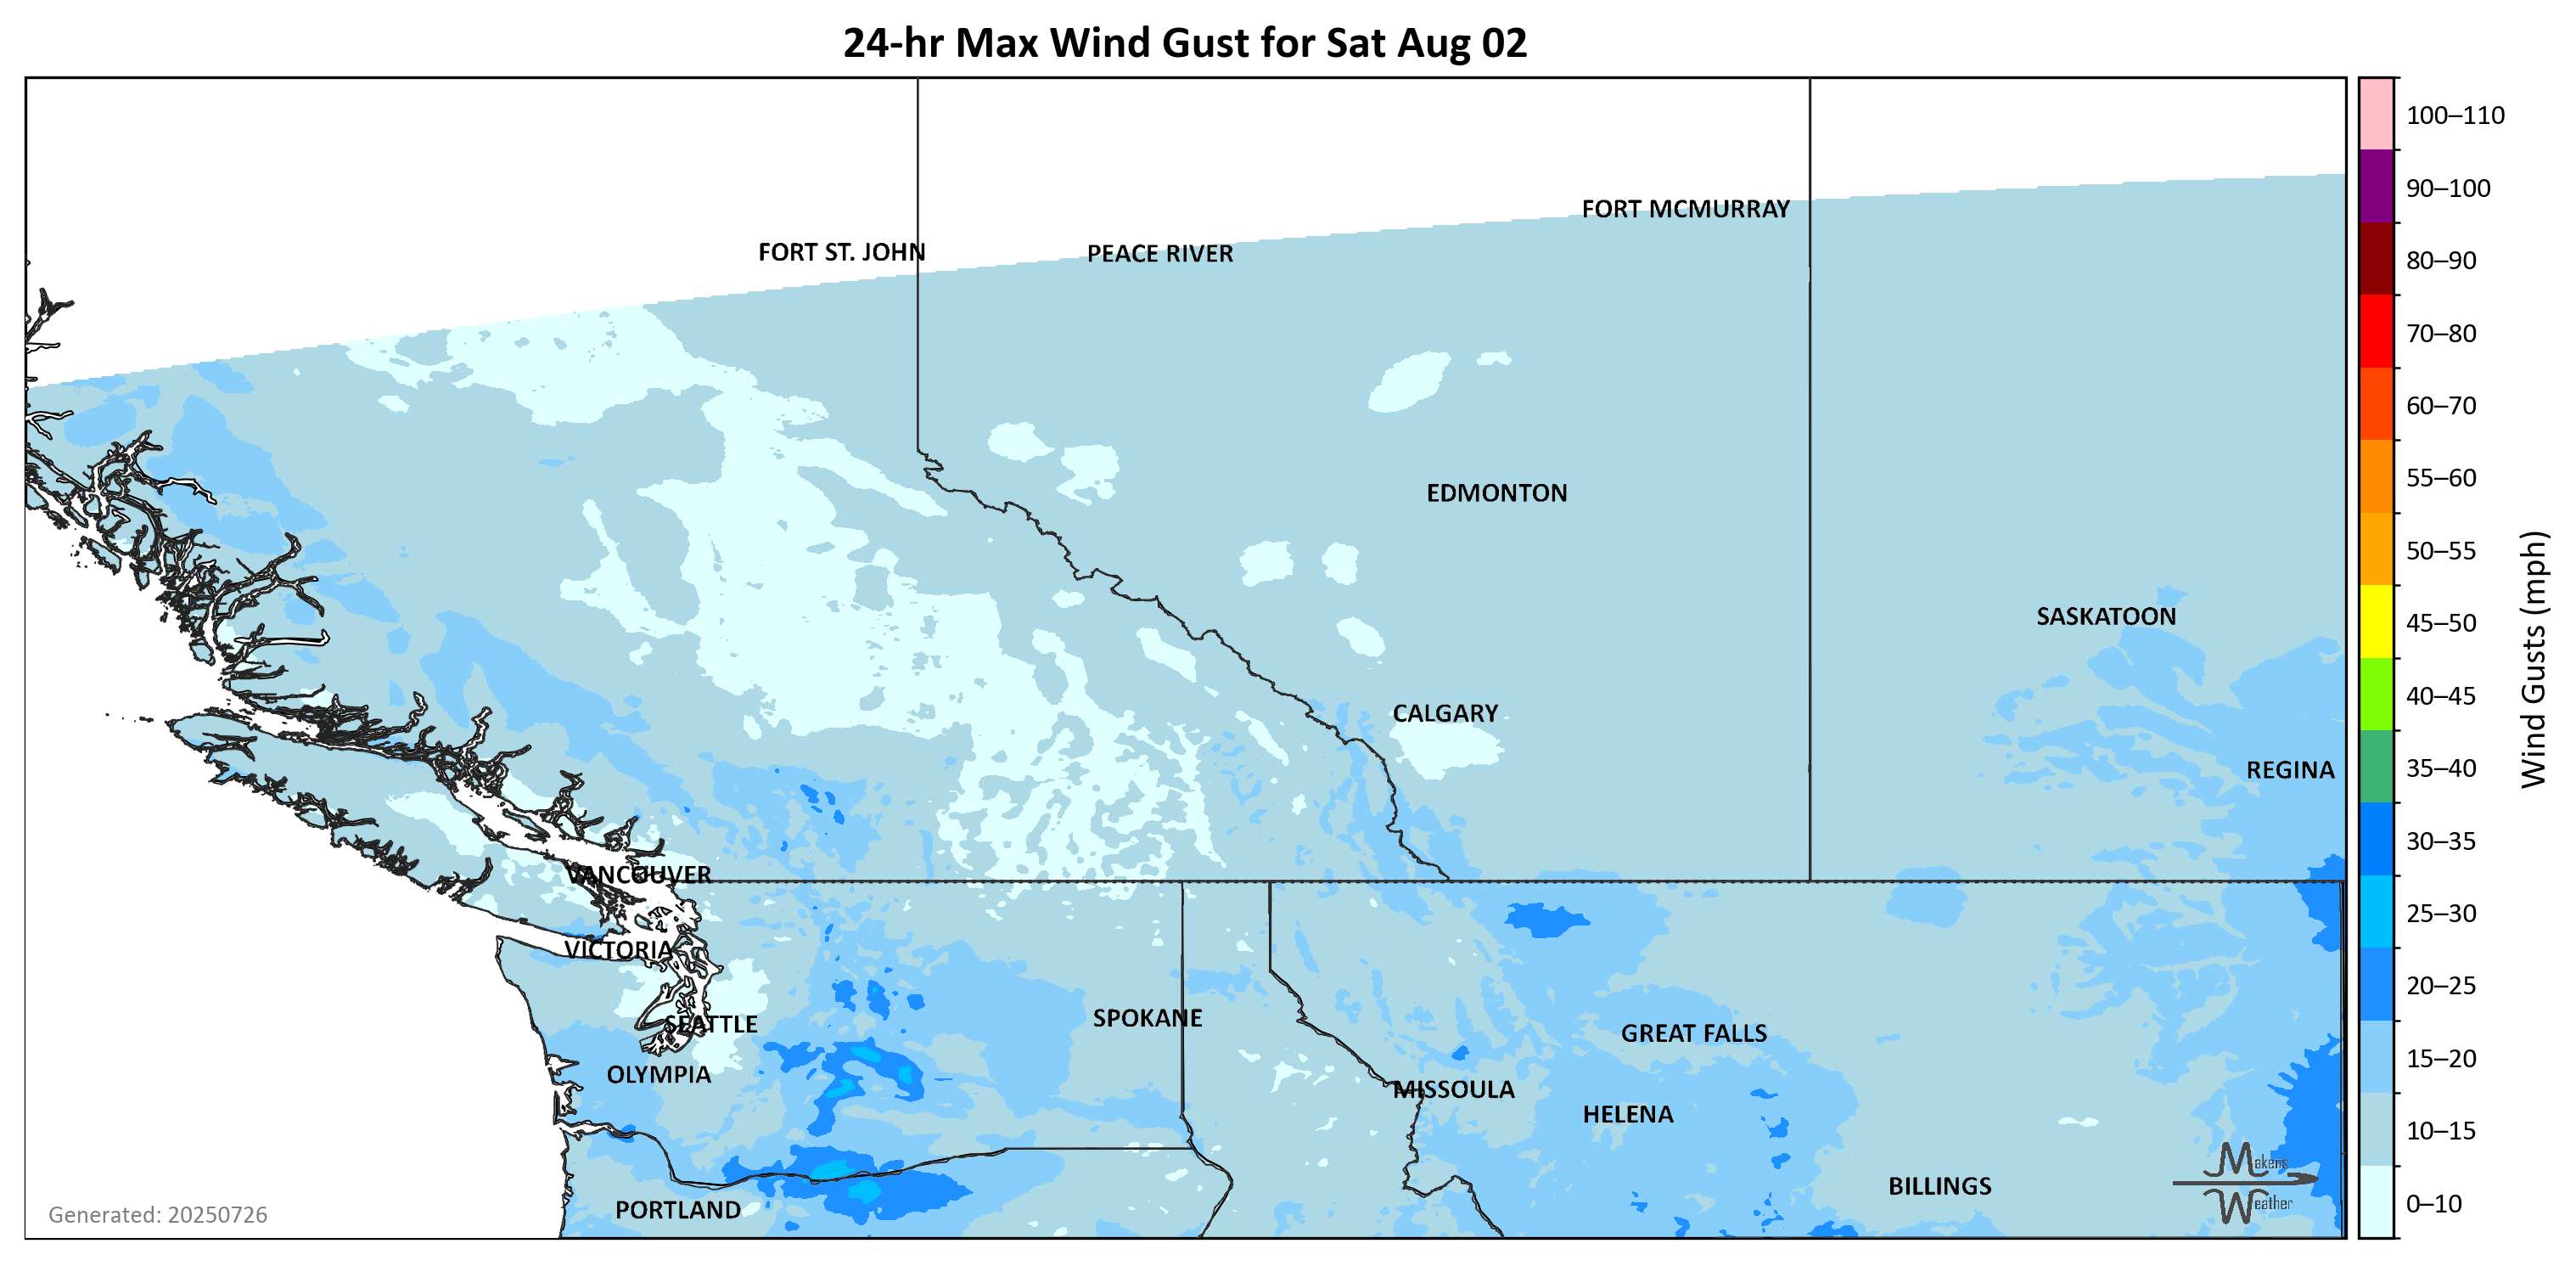 24-hr Max Wind Gust for Sat Aug 02
100–110
90–100
80–90
70–80
60–70
55–60
50–55
45–50
40–45
35–40
30–35
25–30
20–25
15–20
10–15
0–10
Wind Gusts (mph)
FORT MCMURRAY
FORT ST. JOHN
PEACE RIVER
EDMONTON
SASKATOON
CALGARY
REGINA
VANCOUVER
VICTORIA
SEATTLE
SPOKANE
GREAT FALLS
OLYMPIA
MISSOULA
HELENA
BILLINGS
PORTLAND
Makers
Weather
Generated: 20250726